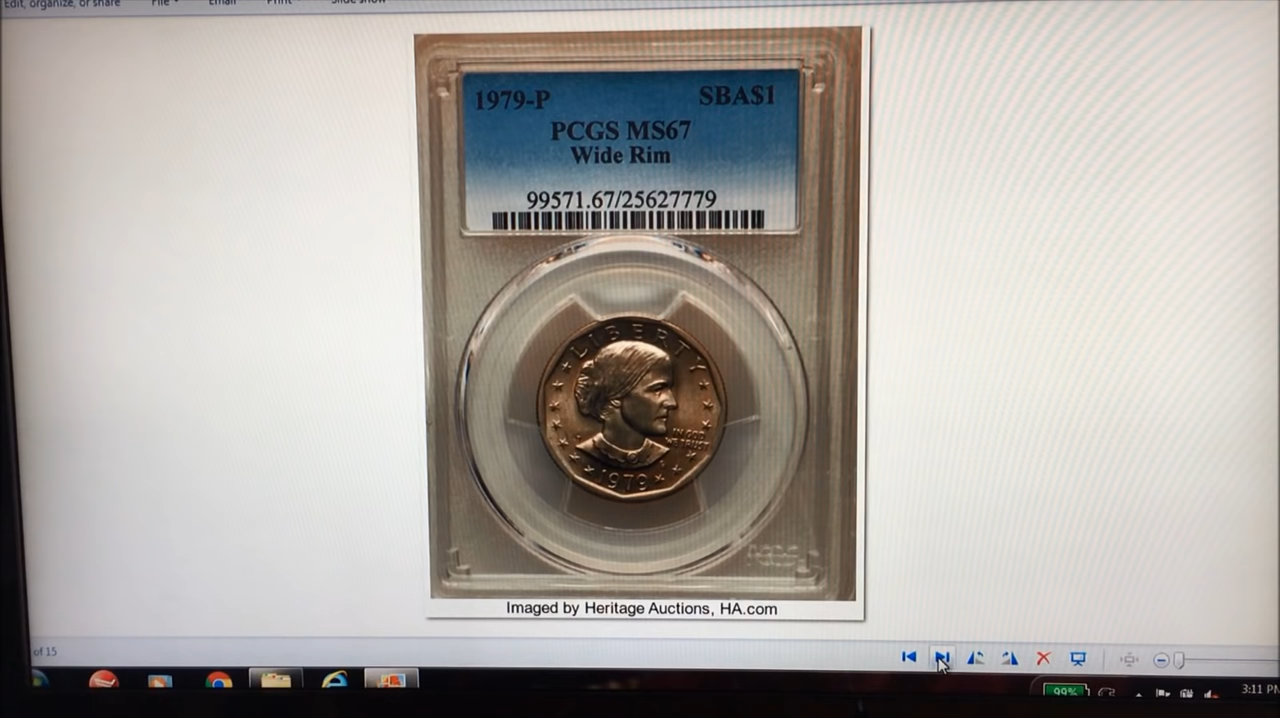 Edit, organize, or share File Email Print Slide show
1979-P SBA$1
PCGS MS67
Wide Rim
99571.67/25627779
LIBERTY
IN GOD
WE TRUST
1979
PCGS
Imaged by Heritage Auctions, HA.com
of 15
99%
3:11 PM